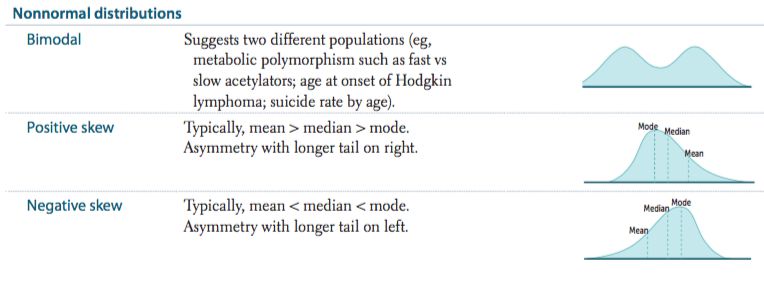 Nonnormal distributions
Bimodal
Suggests two different populations (eg,
metabolic polymorphism such as fast vs
slow acetylators; age at onset of Hodgkin
lymphoma; suicide rate by age).
Positive skew
Typically, mean > median > mode.
Asymmetry with longer tail on right.
Mode
Median
Mean
Negative skew
Typically, mean < median < mode.
Asymmetry with longer tail on left.
Mode
Median
Mean